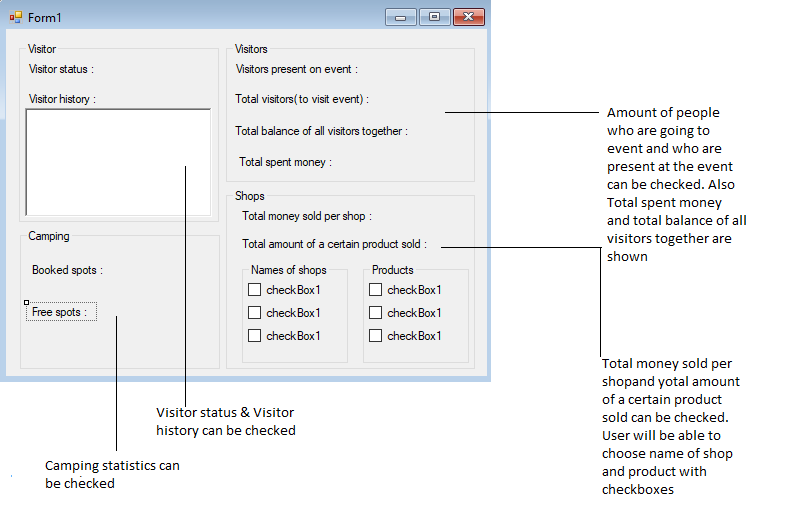 Form1
Visitor
Visitor status :
Visitor history :
Camping
Booked spots :
Free spots :
Visitors
Visitors present on event :
Total visitors( to visit event) :
Total balance of all visitors together :
Total spent money :
Shops
Total money sold per shop :
Total amount of a certain product sold :
Names of shops
checkBox1
checkBox1
checkBox1
Products
checkBox1
checkBox1
checkBox1
Amount of people
who are going to
event and who are
present at the event
can be checked. Also
Total spent money
and total balance of all
visitors together are
shown
Total money sold per
shopand yotal amount
of a certain product
sold can be checked.
User will be able to
choose name of shop
and product with
checkboxes
Visitor status & Visitor
history can be checked
Camping statistics can
be checked